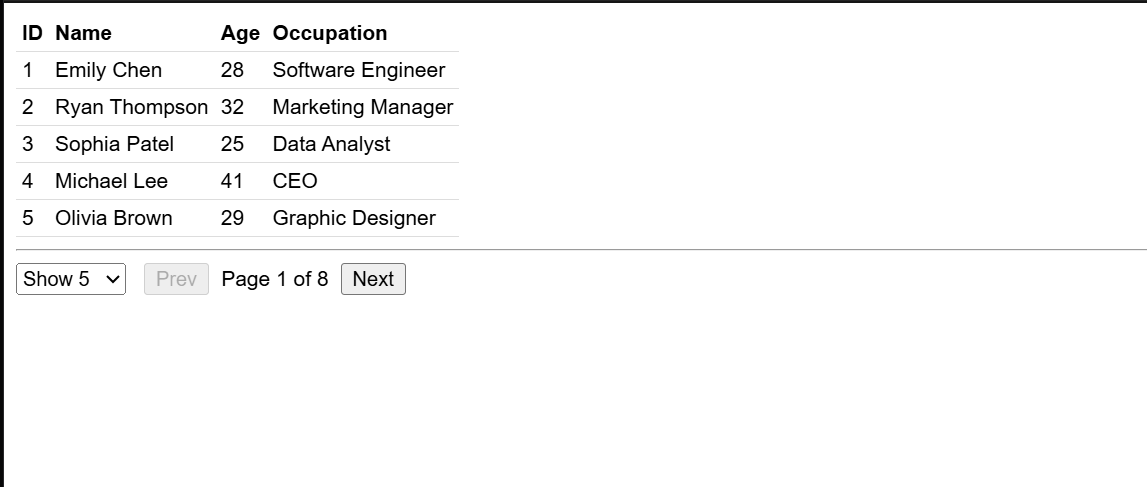 ID Name Age Occupation
1 Emily Chen 28 Software Engineer
2 Ryan Thompson 32 Marketing Manager
3 Sophia Patel 25 Data Analyst
4 Michael Lee 41 CEO
5 Olivia Brown 29 Graphic Designer
Show 5 Prev Page 1 of 8 Next